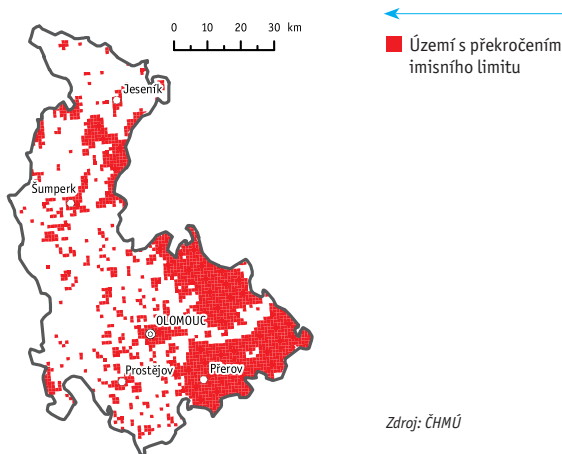 0 10 20 30 km
Území s překročením
imisního limitu
Jeseník
Šumperk
OLOMOUC
Prostějov
Přerov
Zdroj: ČHMÚ